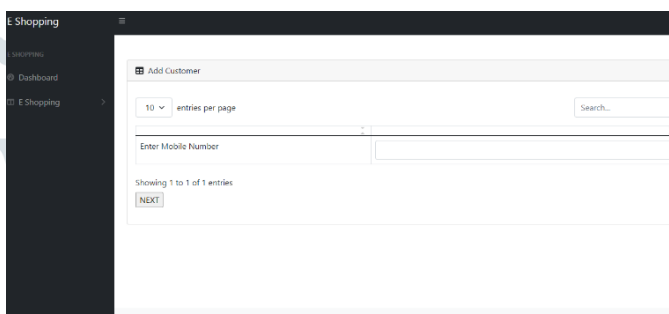 E Shopping
E SHOPPING
Dashboard
E Shopping
Add Customer
10 entries per page
Search...
Enter Mobile Number
Showing 1 to 1 of 1 entries
NEXT